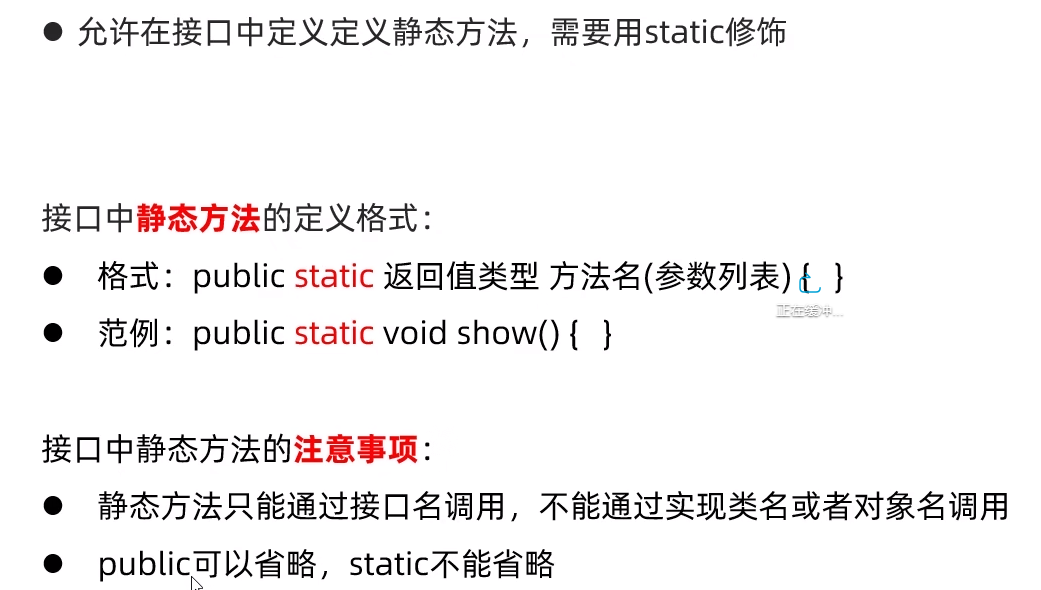 ● 允许在接口中定义定义静态方法，需要用static修饰
接口中静态方法的定义格式：
● 格式：public static 返回值类型 方法名(参数列表) { }
正在缓冲...
● 范例：public static void show() { }
接口中静态方法的注意事项：
● 静态方法只能通过接口名调用，不能通过实现类名或者对象名调用
● public可以省略，static不能省略